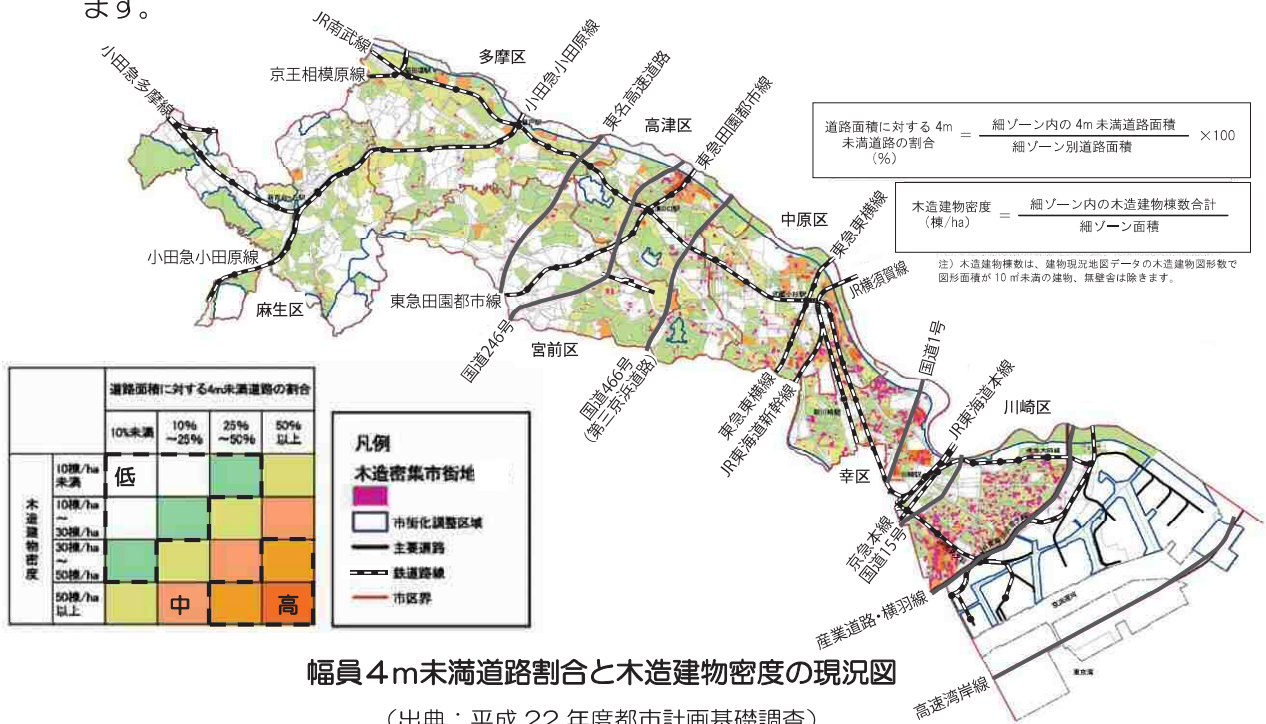 ます。
JR南武線
京王相模原線
小田急多摩線
多摩区
小田急小田原線
東名高速道路
高津区
東急田園都市線
中原区
東急東横線
JR横須賀線
道路面積に対する 4m
未満道路の割合
(%)
=
細ゾーン内の 4m 未満道路面積
細ゾーン別道路面積
×100
木造建物密度
(棟/ha)
=
細ゾーン内の木造建物棟数合計
細ゾーン面積
注）木造建物棟数は、建物現況地図データの木造建物図形数で
図形面積が 10 ㎡未満の建物、無壁舎は除きます。
小田急小田原線
麻生区
東急田園都市線
国道246号
宮前区
国道466号
(第三京浜道路)
東急東横線
JR東海道新幹線
国道1号
JR東海道本線
川崎区
幸区
京急本線
国道15号
産業道路・横羽線
高速湾岸線
東京湾
道路面積に対する4m未満道路の割合
10%未満
10%
～25%
25%
～50%
50%
以上
木造建物密度
10棟/ha
未満
10棟/ha
～
30棟/ha
30棟/ha
～
50棟/ha
50棟/ha
以上
低
中
高
凡例
木造密集市街地
市街化調整区域
主要道路
鉄道路線
市区界
幅員４ｍ未満道路割合と木造建物密度の現況図
（出典：平成 22 年度都市計画基礎調査）